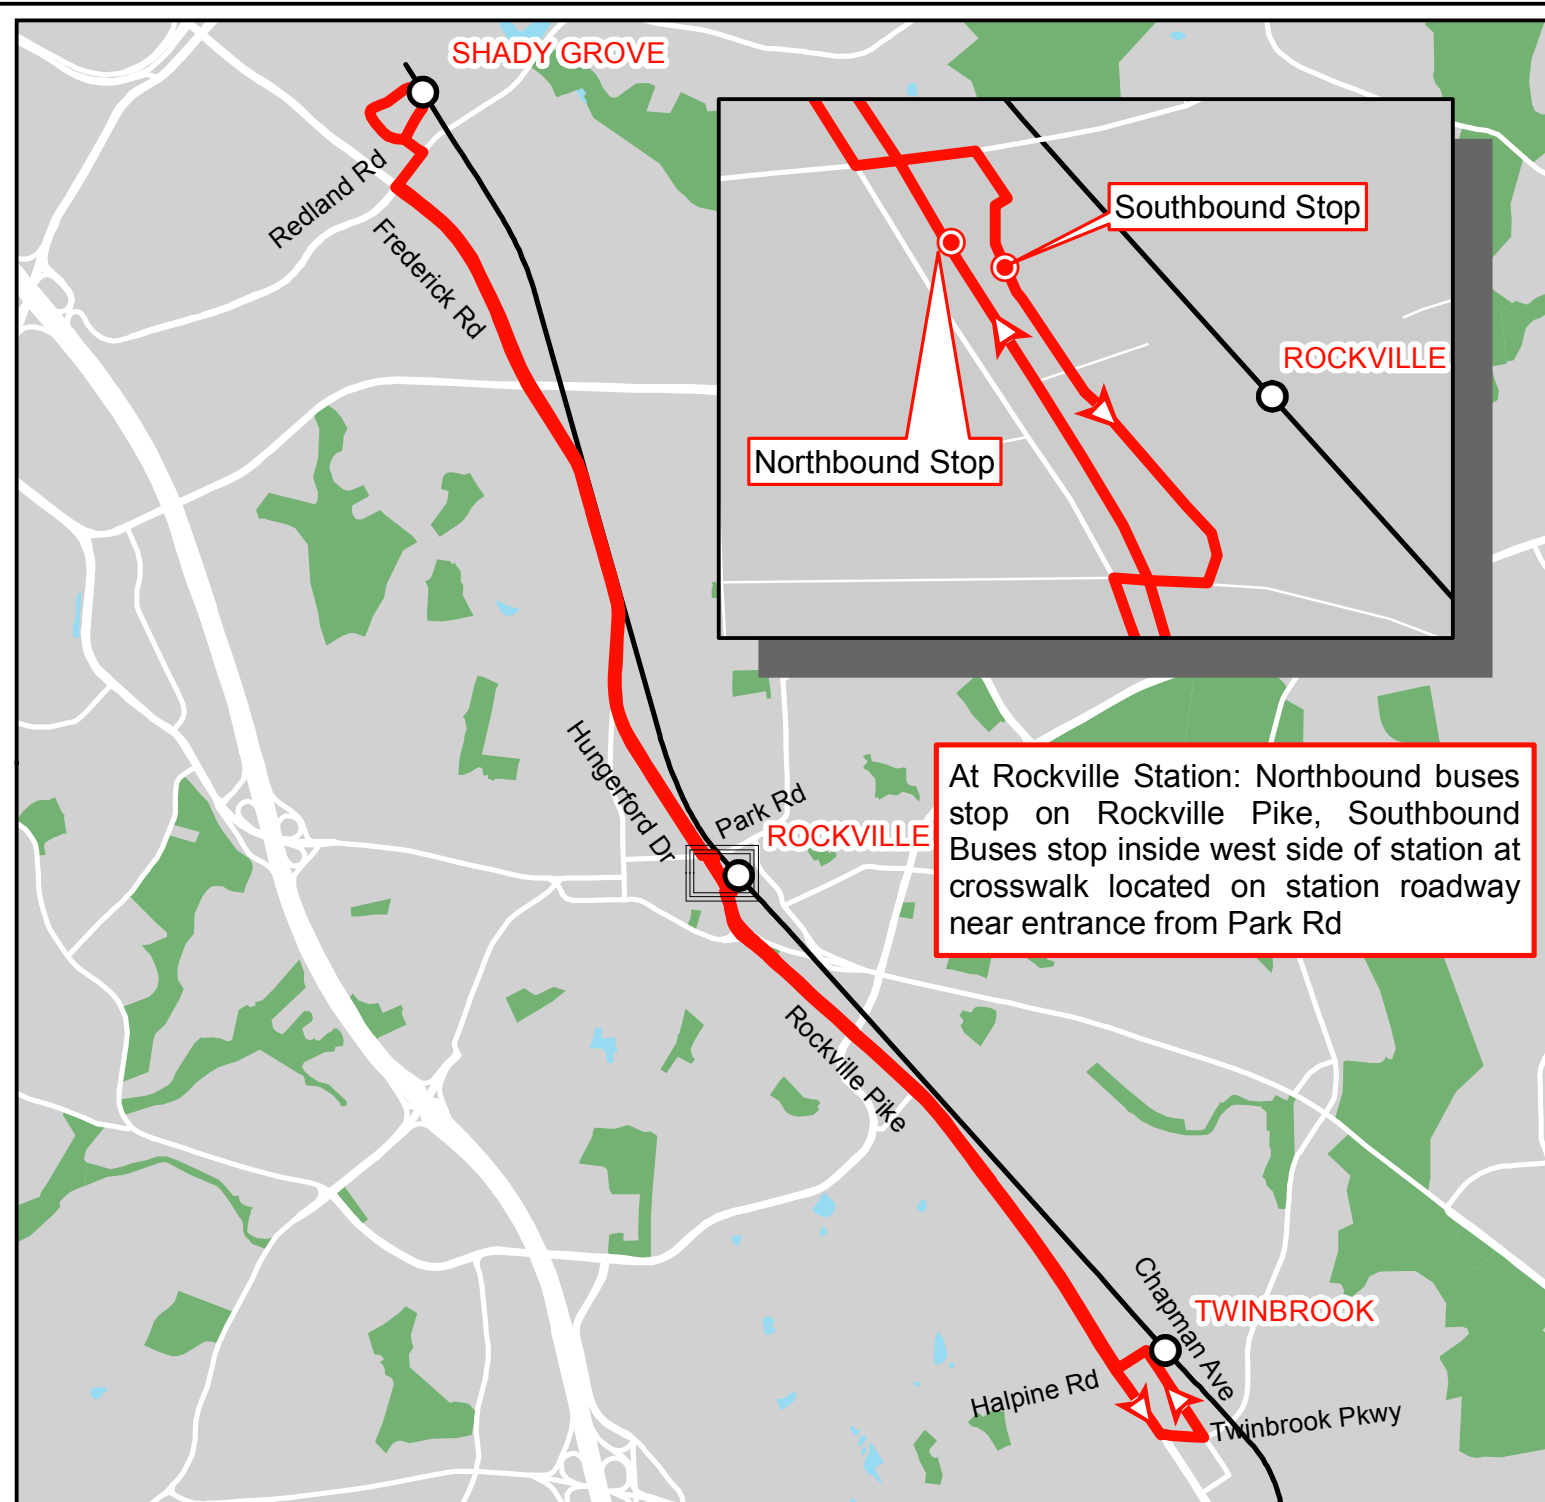 SHADY GROVE
Redland Rd
Frederick Rd
Southbound Stop
ROCKVILLE
Northbound Stop
Hungerford Dr
Park Rd
ROCKVILLE
At Rockville Station: Northbound buses
stop on Rockville Pike, Southbound
Buses stop inside west side of station at
crosswalk located on station roadway
near entrance from Park Rd
Rockville Pike
Chapman Ave
TWINBROOK
Halpine Rd
Twinbrook Pkwy